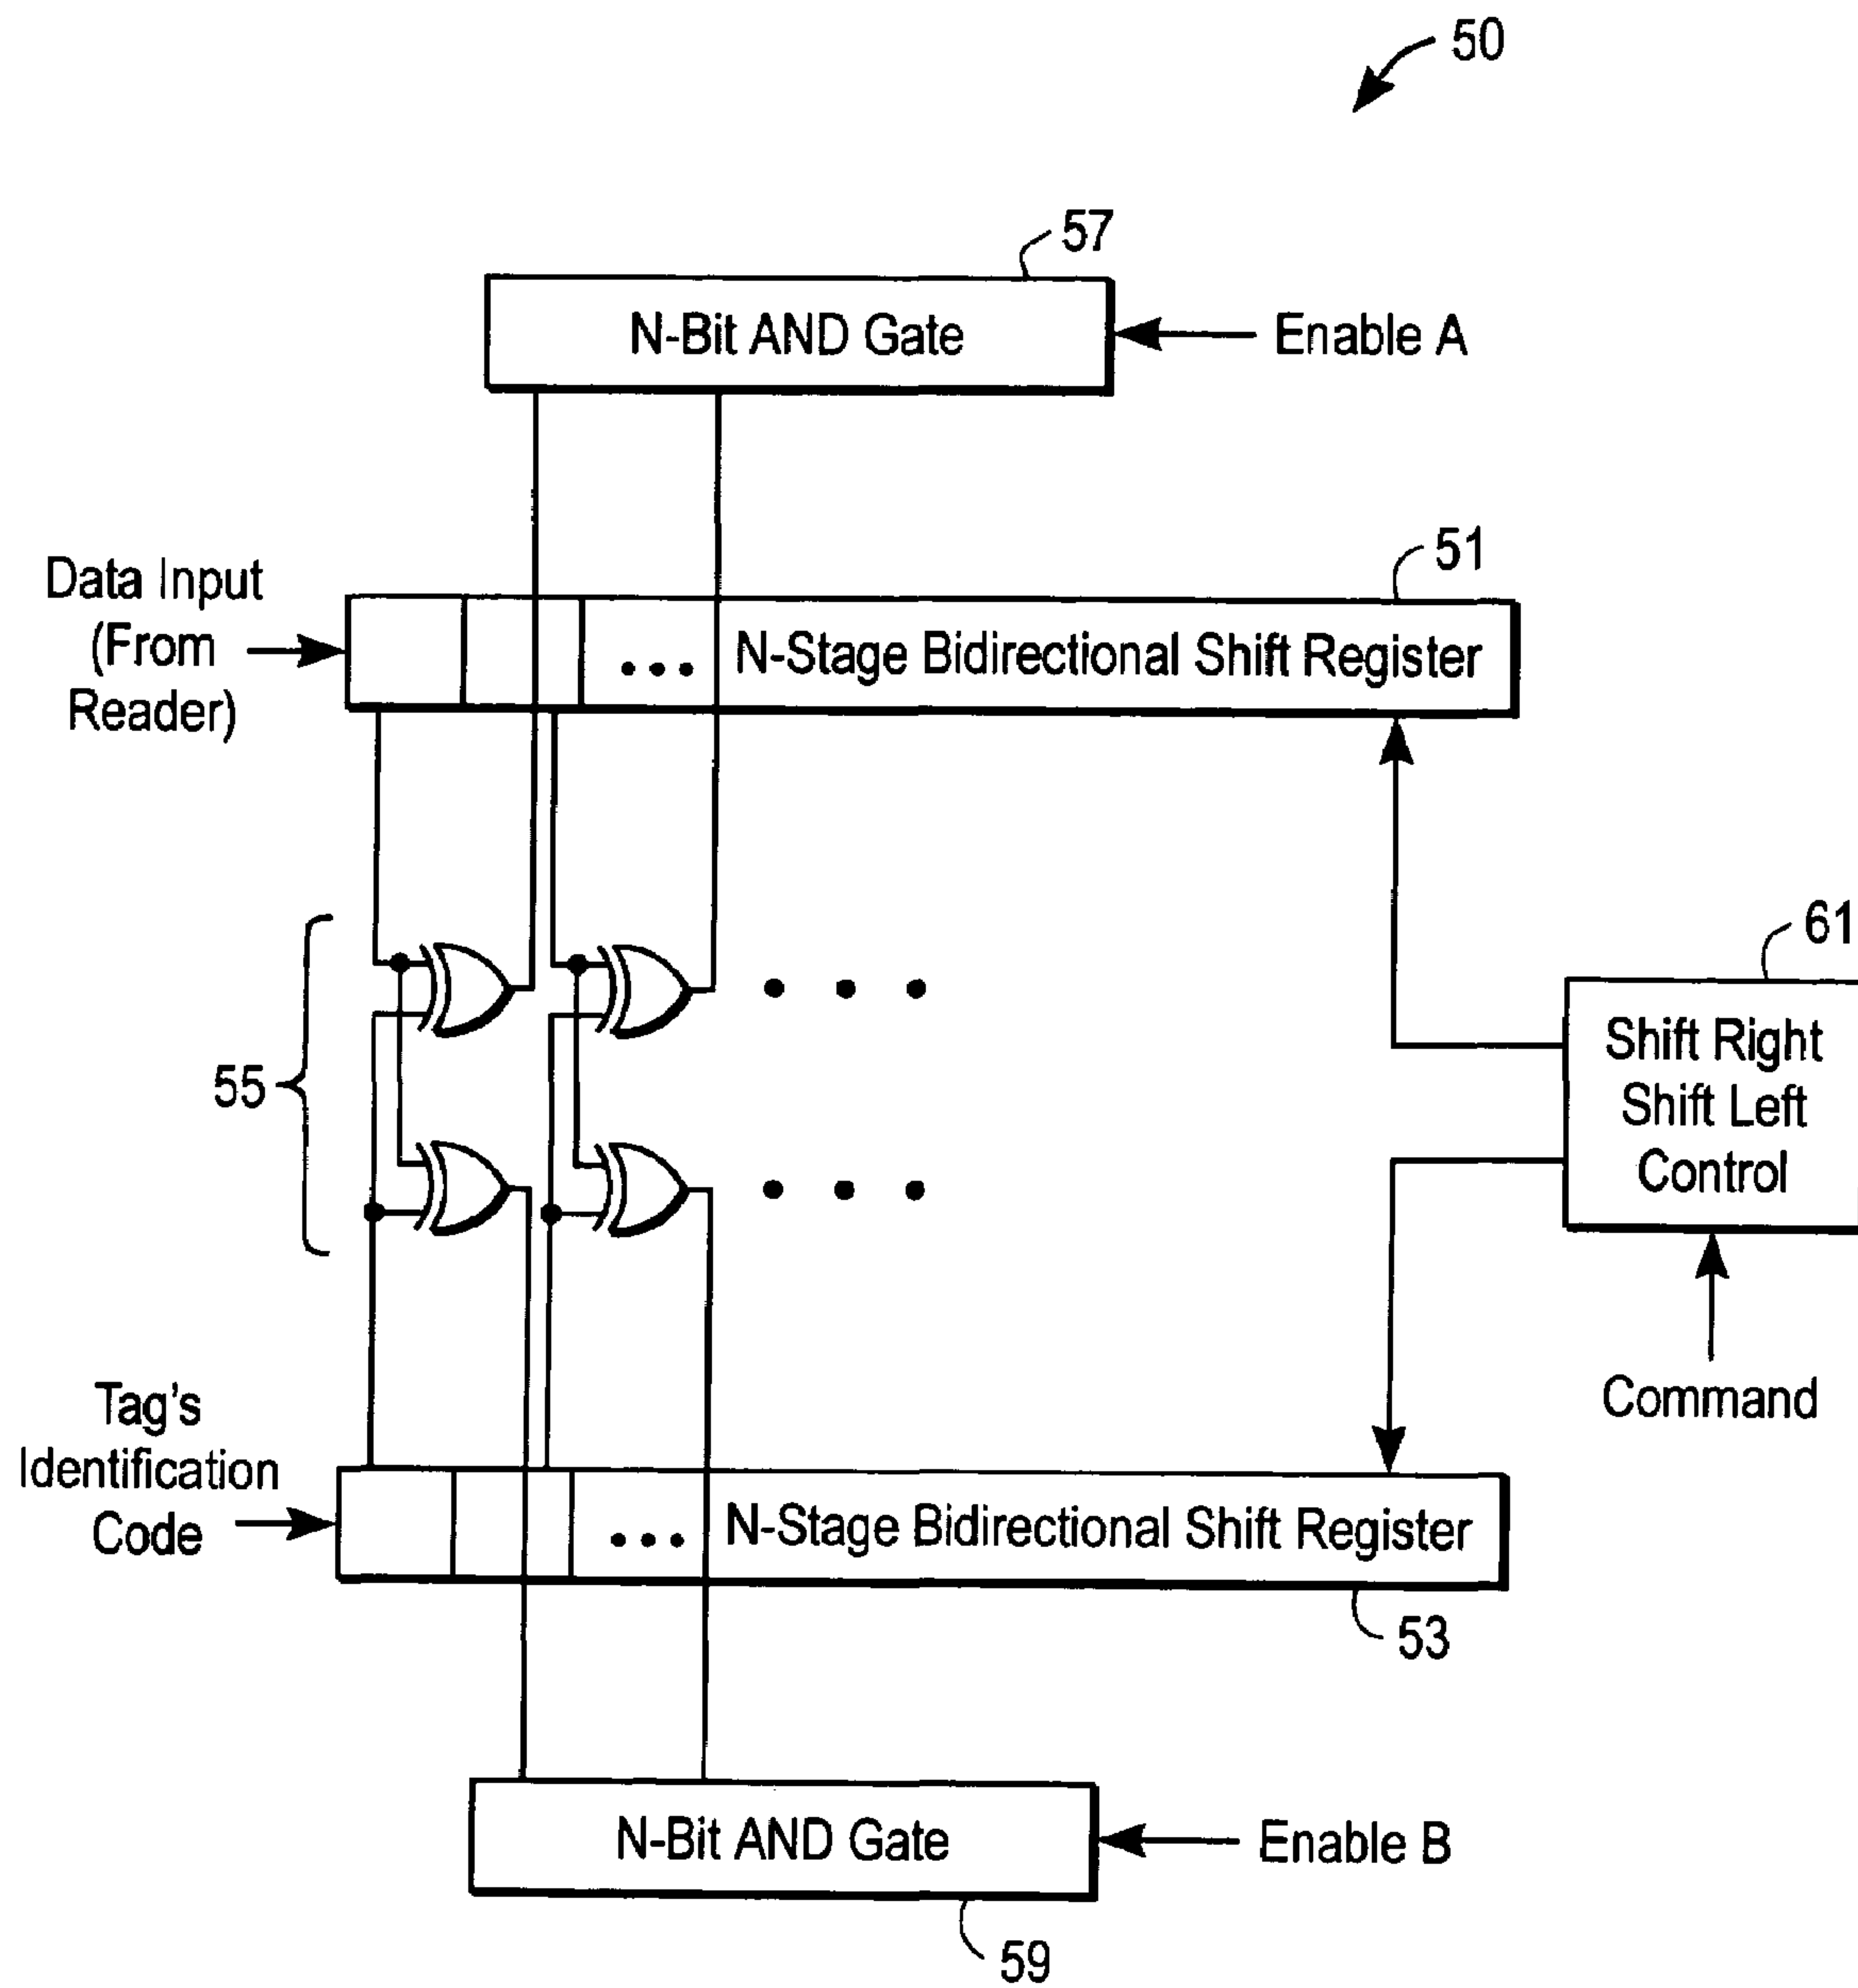 50
57
N-Bit AND Gate
Enable A
51
Data Input
(From
Reader)
... N-Stage Bidirectional Shift Register
61
55
Shift Right
Shift Left
Control
Command
Tag's
Identification
Code
... N-Stage Bidirectional Shift Register
53
N-Bit AND Gate
Enable B
59